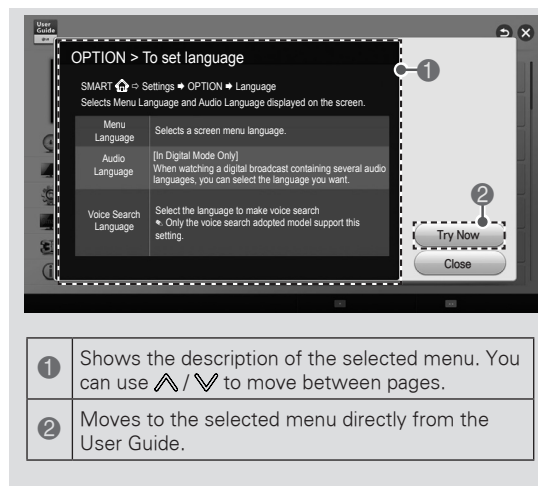 User
Guide
OPTION > To set language
❶
SMART ⇨ Settings ➡ OPTION ➡ Language
Selects Menu Language and Audio Language displayed on the screen.
Menu
Language
Selects a screen menu language.
Audio
Language
[In Digital Mode Only]
When watching a digital broadcast containing several audio
languages, you can select the language you want.
Voice Search
Language
Select the language to make voice search
Only the voice search adopted model support this
setting.
❷
Try Now
Close
❶ Shows the description of the selected menu. You
can use ︿ / ﹀ to move between pages.
❷ Moves to the selected menu directly from the
User Guide.